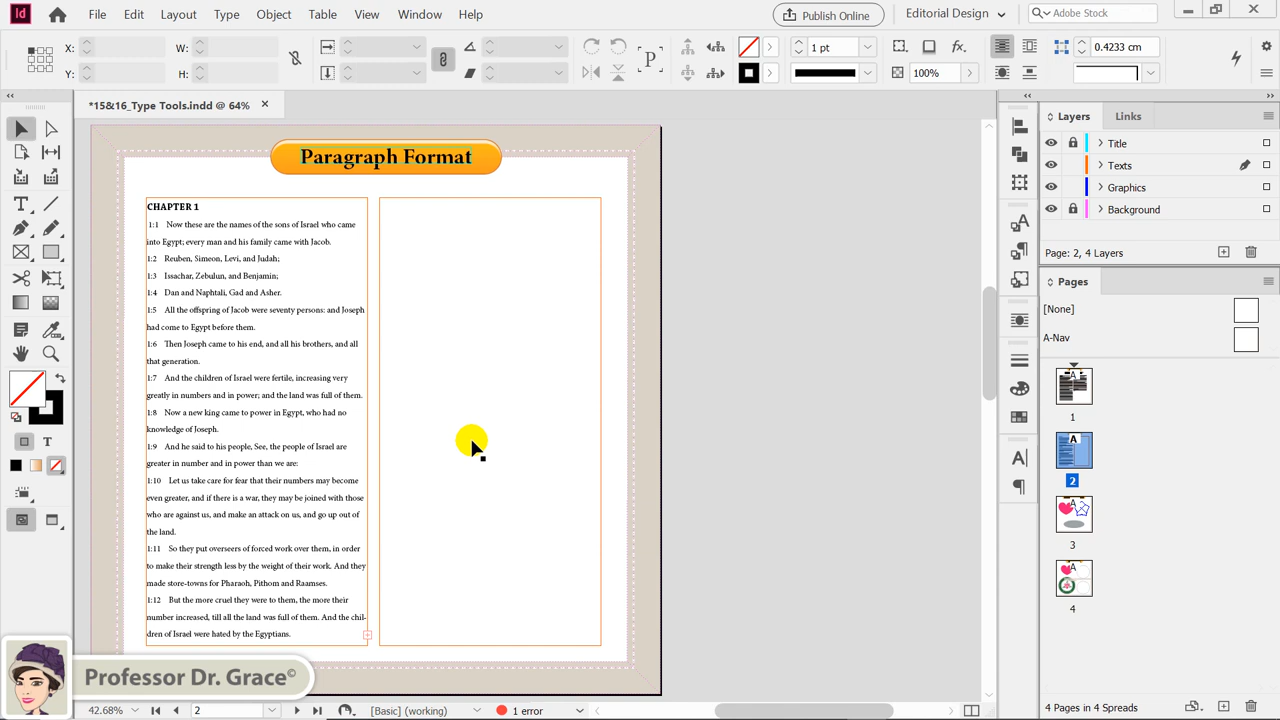 Id
File Edit Layout Type Object Table View Window Help
Publish Online
Editorial Design
Adobe Stock
X:
W:
1 pt
0.4233 cm
Y:
H:
P
fx.
100%
*15&16_Type Tools.indd @ 64%
Paragraph Format
CHAPTER 1
1:1 Now these are the names of the sons of Israel who came
into Egypt; every man and his family came with Jacob.
1:2 Reuben, Simeon, Levi, and Judah;
1:3 Issachar, Zebulun, and Benjamin;
1:4 Dan and Naphtali, Gad and Asher.
1:5 All the offspring of Jacob were seventy persons: and Joseph
had come to Egypt before them.
1:6 Then Joseph came to his end, and all his brothers, and all
that generation.
1:7 And the children of Israel were fertile, increasing very
greatly in numbers and in power; and the land was full of them.
1:8 Now a new king came to power in Egypt, who had no
knowledge of Joseph.
1:9 And he said to his people, See, the people of Israel are
greater in number and in power than we are:
1:10 Let us take care for fear that their numbers may become
even greater, and if there is a war, they may be joined with those
who are against us, and make an attack on us, and go up out of
the land.
1:11 So they put overseers of forced work over them, in order
to make their strength less by the weight of their work. And they
made store-towns for Pharaoh, Pithom and Raamses.
1:12 But the more cruel they were to them, the more their
number increased, till all the land was full of them. And the chil-
dren of Israel were hated by the Egyptians.
Layers Links
Title
Texts
Graphics
Background
Page: 2, 4 Layers
Pages
[None]
A-Nav
A
1
A
2
A
3
A
4
4 Pages in 4 Spreads
Professor Dr. Grace©
42.68%
2
[Basic] (working)
1 error